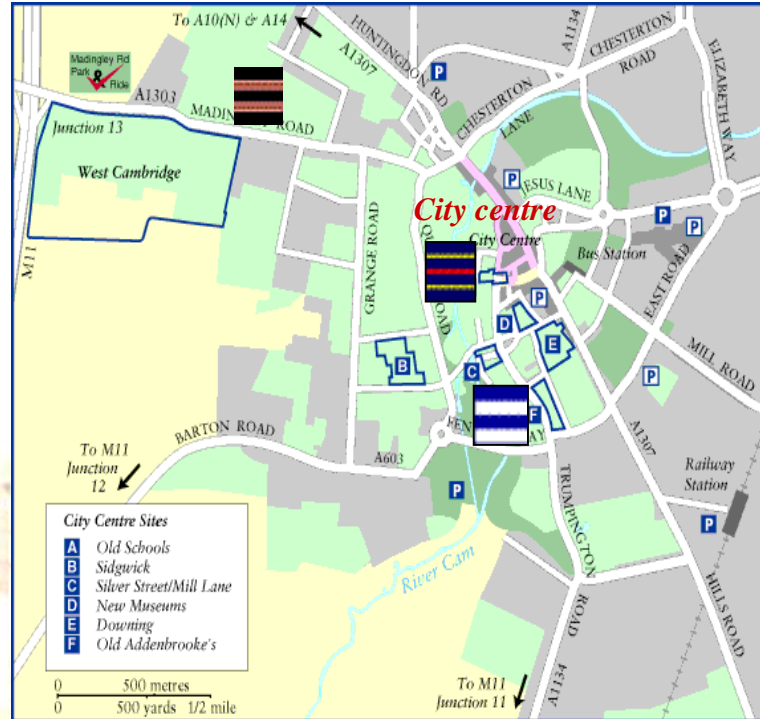 To A10(N) & A14
HUNTINGDON RD
A1307
A1134
CHESTERTON
ROAD
ELIZABETH WAY
Madingley Rd
Park &
Ride
P
A1303
ROAD
CHESTERTON
LANE
Junction 13
West Cambridge
P
JESUS LANE
City centre
City Centre
P
P
Bus Station
M11
GRANGE ROAD
EAST ROAD
P
D
E
MILL ROAD
B
C
P
F
BARTON ROAD
To M11
Junction
12
A603
A1307
Railway
Station
P
P
TRUMPINGTON
ROAD
River Cam
HILLS ROAD
City Centre Sites
A Old Schools
B Sidgwick
C Silver Street/Mill Lane
D New Museums
E Downing
F Old Addenbrooke's
0 500 metres
0 500 yards 1/2 mile
To M11
Junction 11
A1134